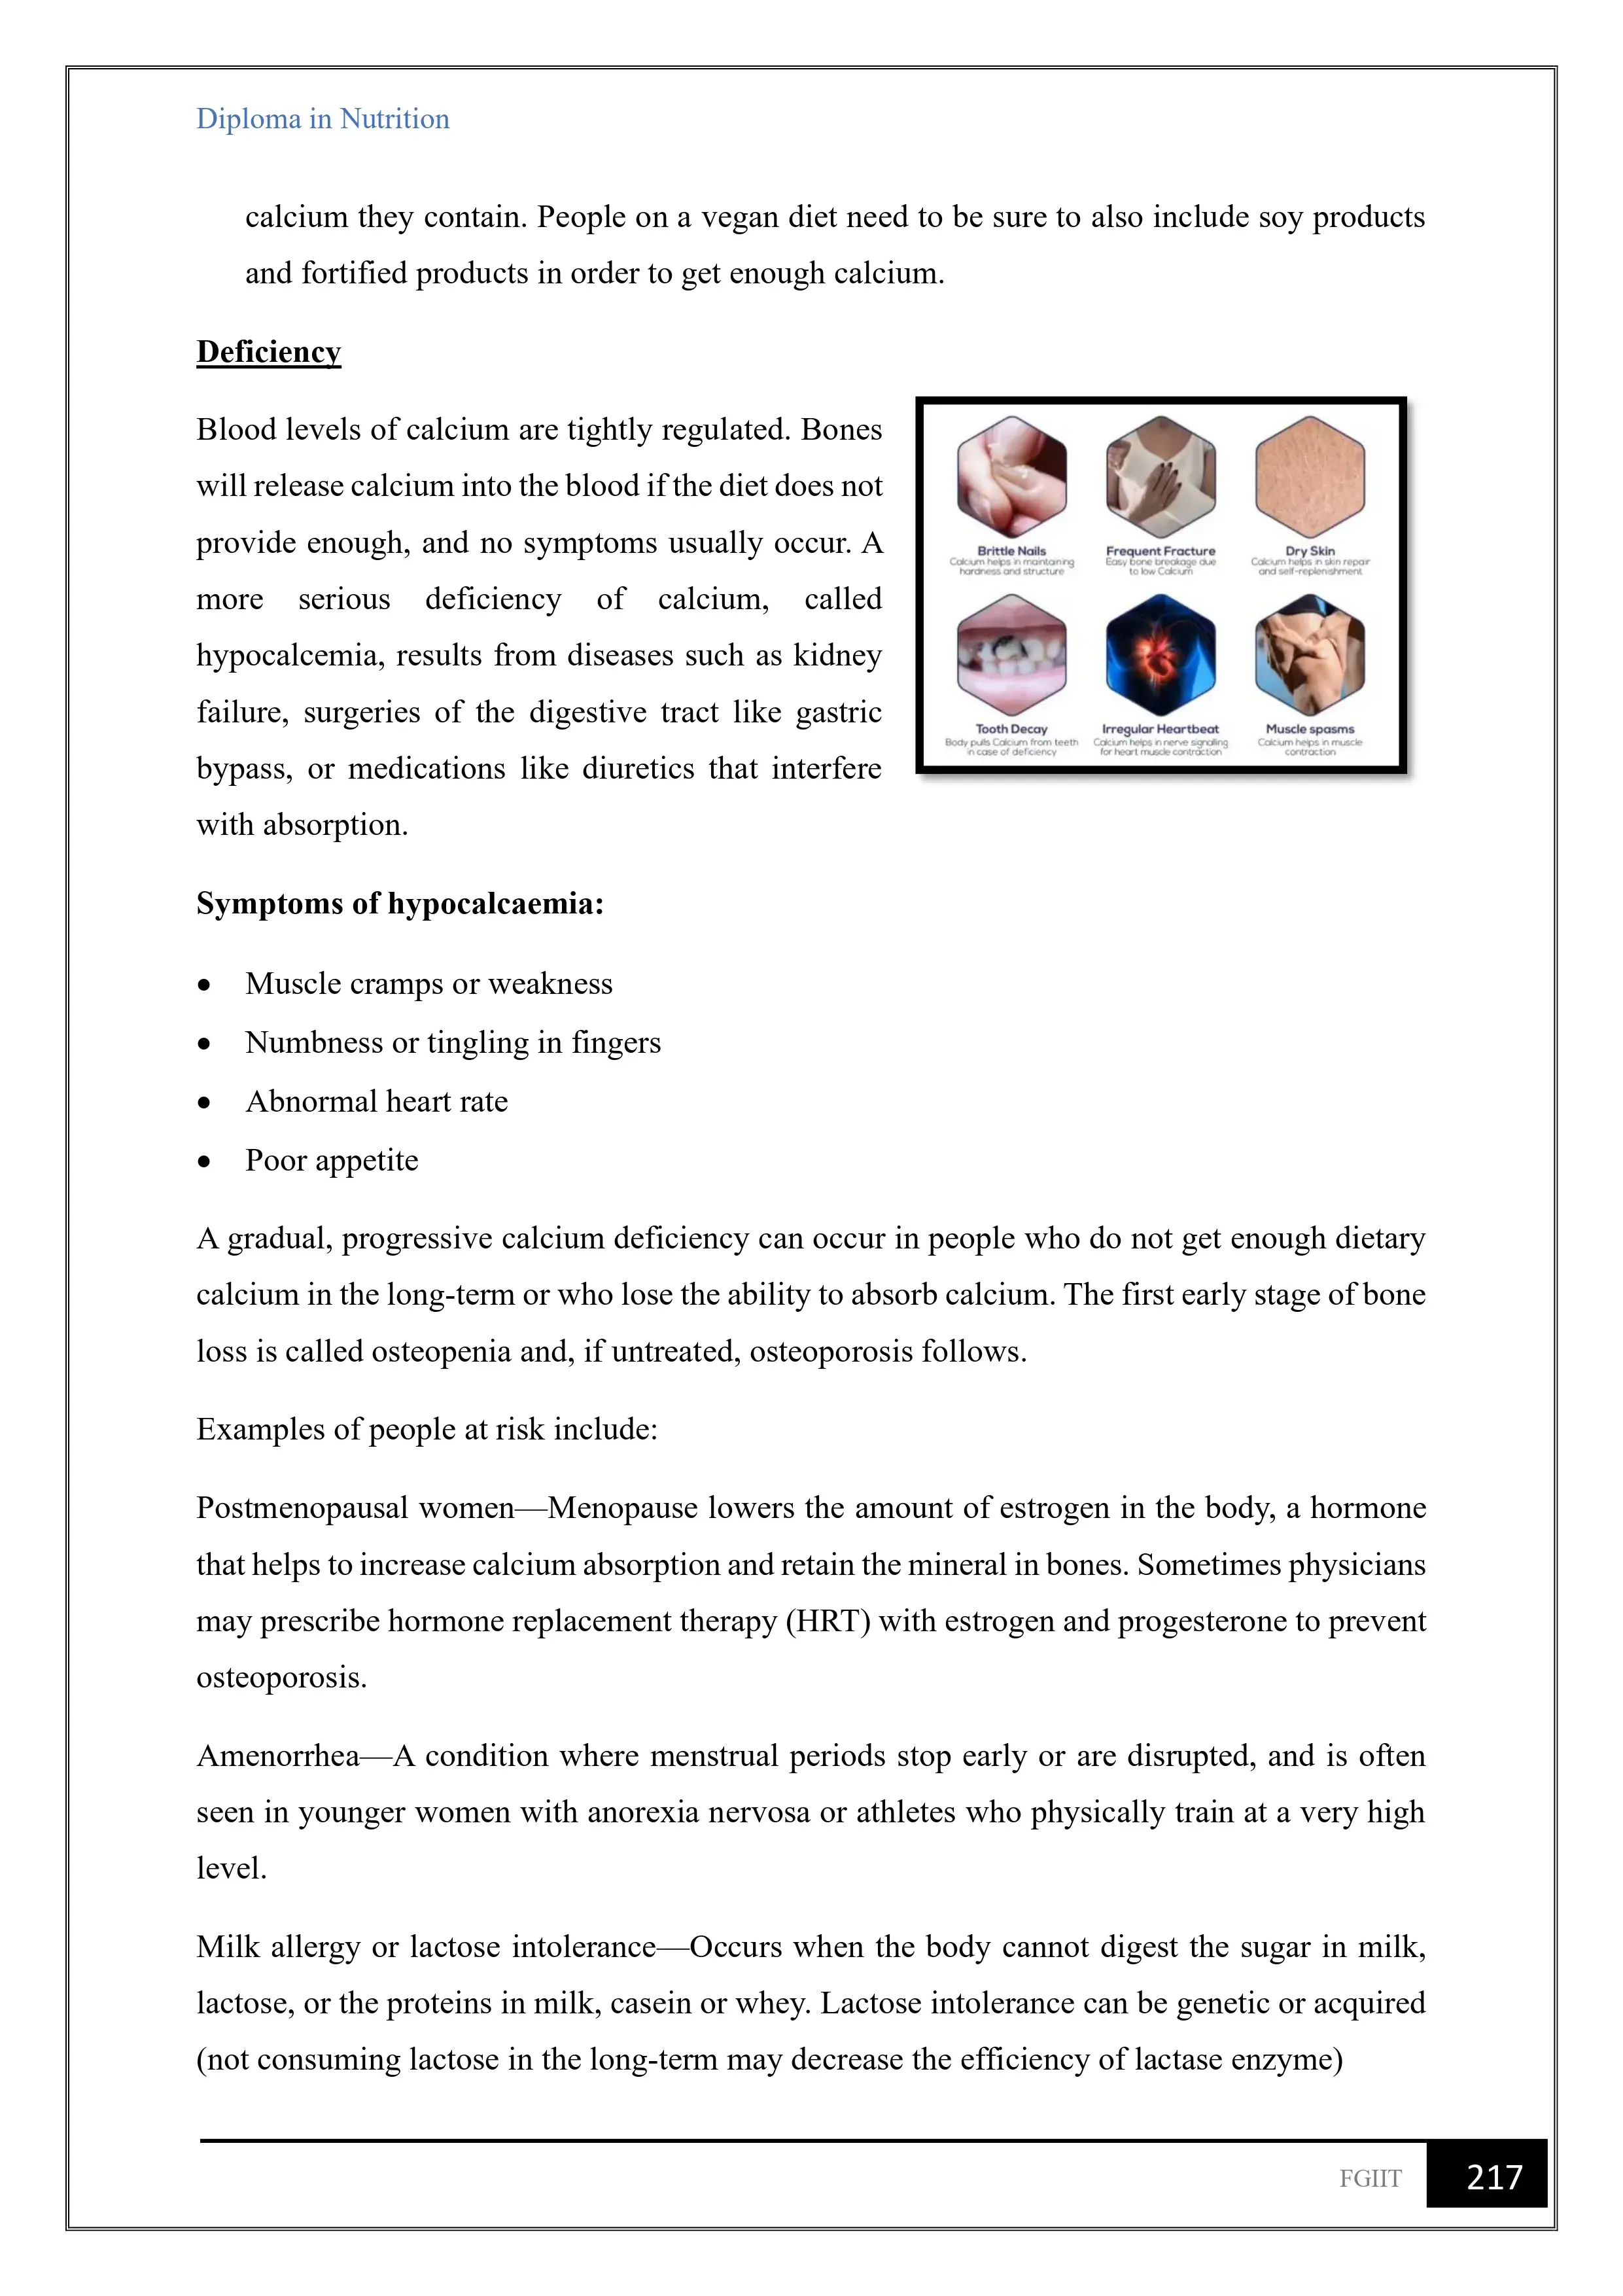 Diploma in Nutrition
calcium they contain. People on a vegan diet need to be sure to also include soy products
and fortified products in order to get enough calcium.
Deficiency
Blood levels of calcium are tightly regulated. Bones
will release calcium into the blood if the diet does not
provide enough, and no symptoms usually occur. A
more serious deficiency of calcium, called
hypocalcemia, results from diseases such as kidney
failure, surgeries of the digestive tract like gastric
bypass, or medications like diuretics that interfere
with absorption.
Brittle Nails
Calcium helps in maintaining
hardness and structure
Frequent Fracture
Easy bone breakage due
to low Calcium
Dry Skin
Calcium helps in skin repair
and self-replenishment
Tooth Decay
Body pulls Calcium from teeth
in case of deficiency
Irregular Heartbeat
Calcium helps in nerve signalling
for heart muscle contraction
Muscle spasms
Calcium helps in muscle
contraction
Symptoms of hypocalcaemia:
• Muscle cramps or weakness
• Numbness or tingling in fingers
• Abnormal heart rate
• Poor appetite
A gradual, progressive calcium deficiency can occur in people who do not get enough dietary
calcium in the long-term or who lose the ability to absorb calcium. The first early stage of bone
loss is called osteopenia and, if untreated, osteoporosis follows.
Examples of people at risk include:
Postmenopausal women—Menopause lowers the amount of estrogen in the body, a hormone
that helps to increase calcium absorption and retain the mineral in bones. Sometimes physicians
may prescribe hormone replacement therapy (HRT) with estrogen and progesterone to prevent
osteoporosis.
Amenorrhea—A condition where menstrual periods stop early or are disrupted, and is often
seen in younger women with anorexia nervosa or athletes who physically train at a very high
level.
Milk allergy or lactose intolerance—Occurs when the body cannot digest the sugar in milk,
lactose, or the proteins in milk, casein or whey. Lactose intolerance can be genetic or acquired
(not consuming lactose in the long-term may decrease the efficiency of lactase enzyme)
FGIIT 217